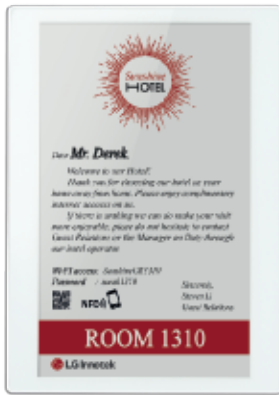 Sunshine
HOTEL
Dear Mr. Derek,
Welcome to our Hotel!
Thank you for choosing our hotel as your
home away from home. Please enjoy complimentary
internet access on us.
If there is anything we can do make your visit
more enjoyable, please do not hesitate to contact
Guest Relations or the Manager on Duty through
our hotel operator.
Wi-Fi access :
Password :
Sincerely,
Steven Li
Guest Relations
NFC
ROOM 1310
LG Innotek